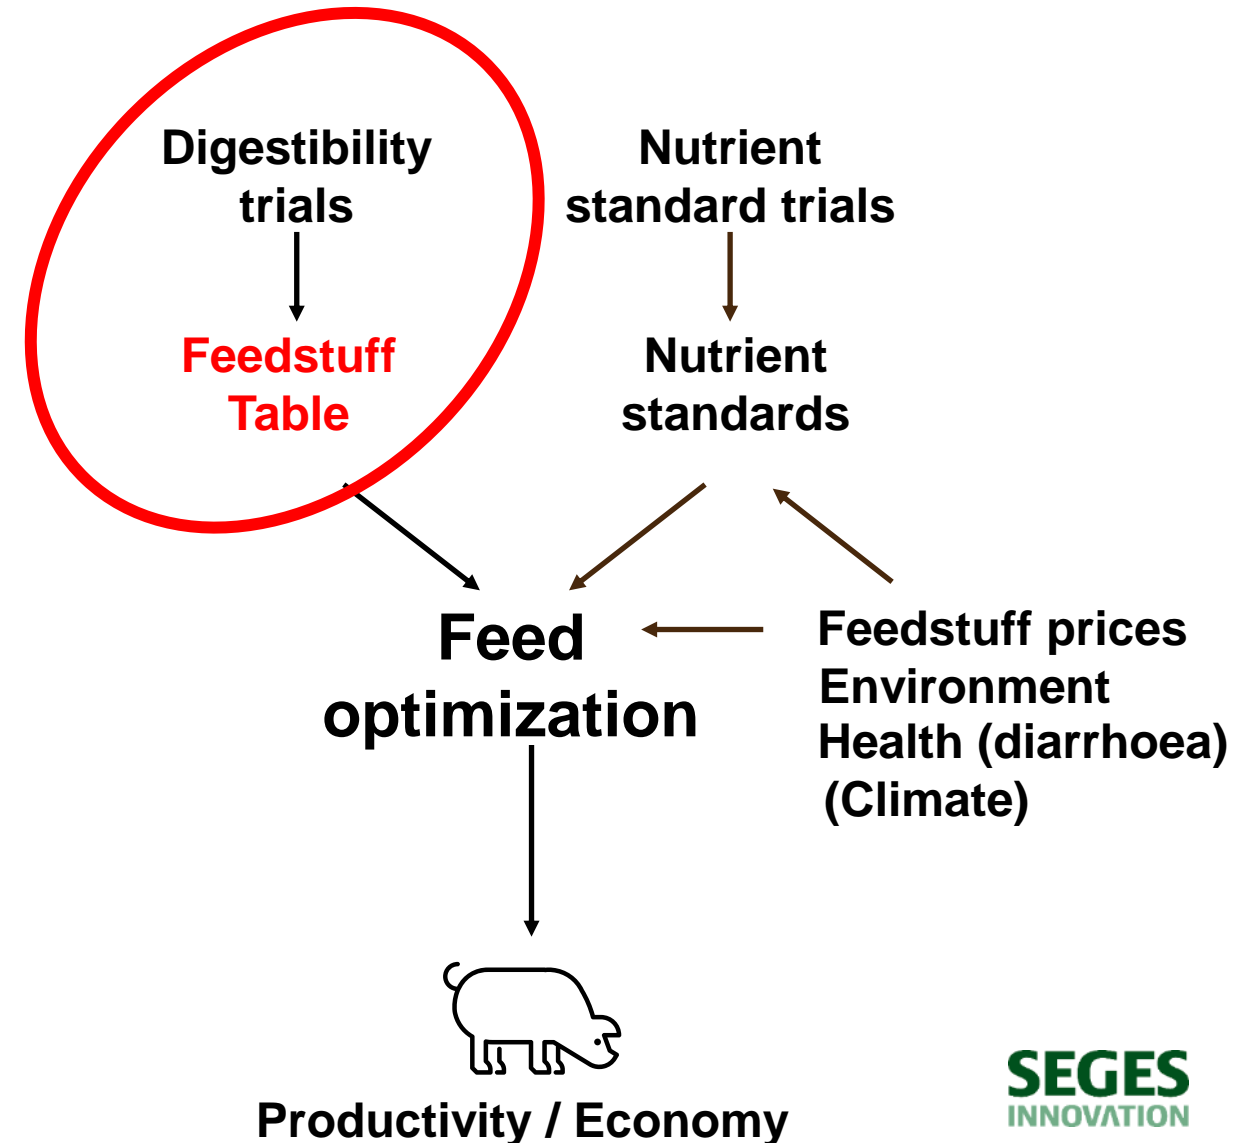 Digestibility
trials
Nutrient
standard trials
Feedstuff
Table
Nutrient
standards
Feed
optimization
Feedstuff prices
Environment
Health (diarrhoea)
(Climate)
Productivity / Economy
SEGES
INNOVATION